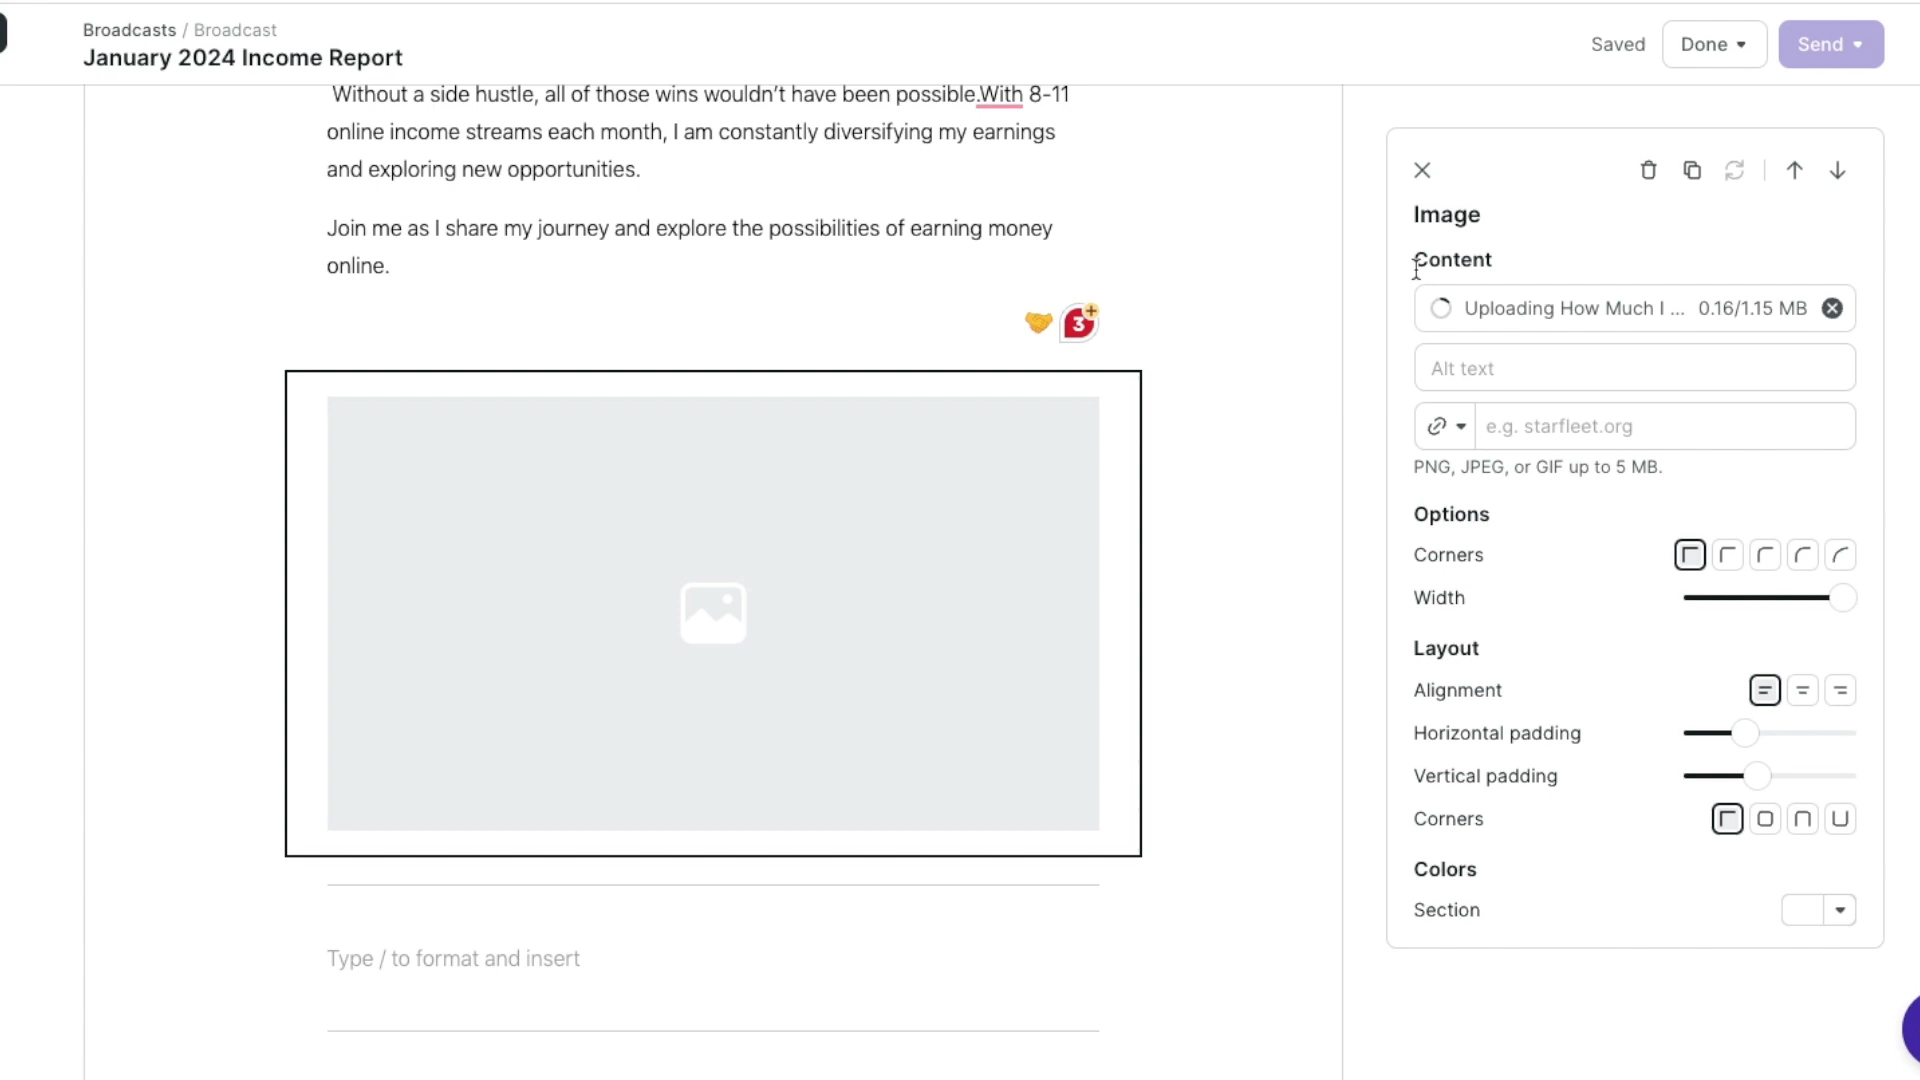 Broadcasts / Broadcast
January 2024 Income Report
Saved
Done
Send
Without a side hustle, all of those wins wouldn’t have been possible.With 8-11
online income streams each month, I am constantly diversifying my earnings
and exploring new opportunities.
Join me as I share my journey and explore the possibilities of earning money
online.
3
+
Type / to format and insert
Image
Content
Uploading How Much I ... 0.16/1.15 MB
Alt text
e.g. starfleet.org
PNG, JPEG, or GIF up to 5 MB.
Options
Corners
Width
Layout
Alignment
Horizontal padding
Vertical padding
Corners
Colors
Section